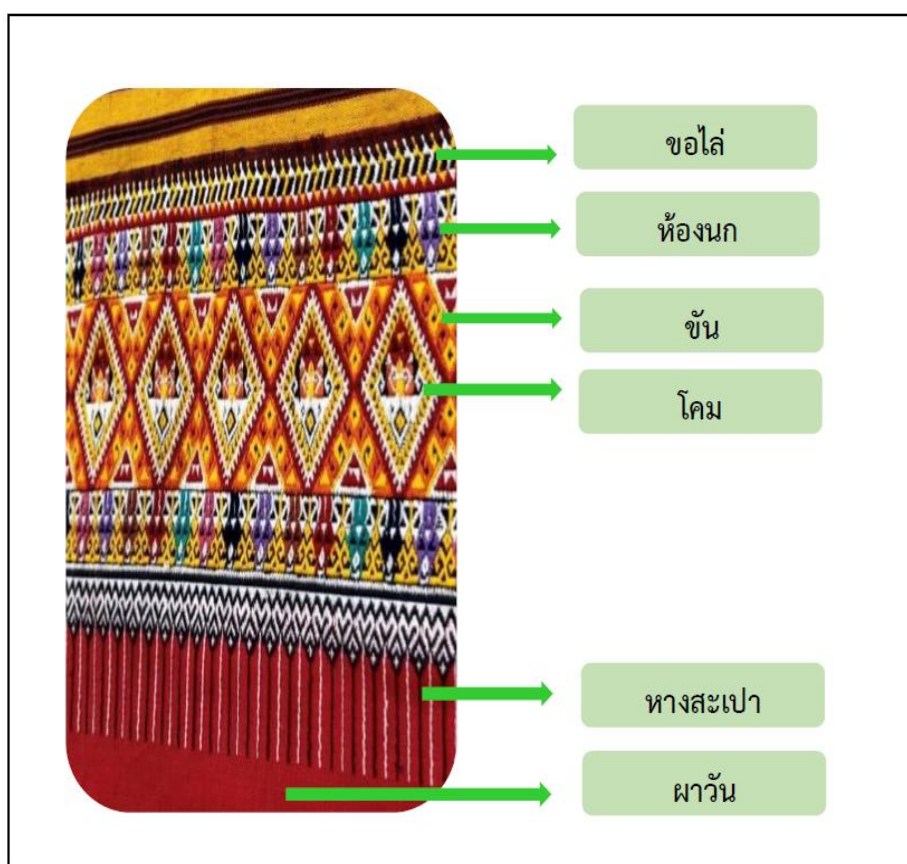 ขอไล่
ห้องนก
ขัน
โคม
หางสะเปา
ผาวัน